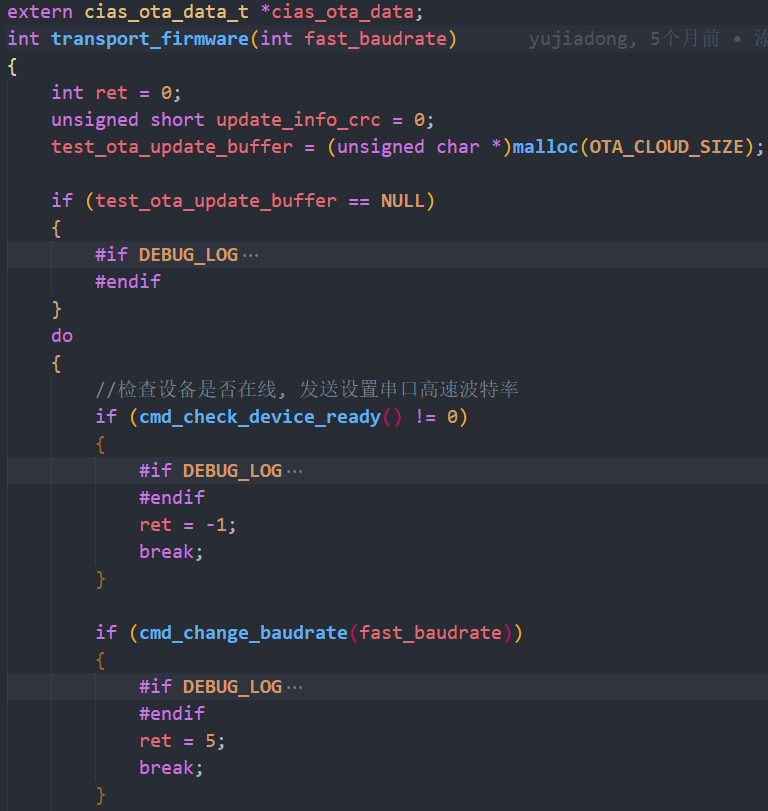 extern cias_ota_data_t *cias_ota_data;
int transport_firmware(int fast_baudrate) yujiadong, 5个月前 • 添
{
int ret = 0;
unsigned short update_info_crc = 0;
test_ota_update_buffer = (unsigned char *)malloc(OTA_CLOUD_SIZE);
if (test_ota_update_buffer == NULL)
{
#if DEBUG_LOG ···
#endif
}
do
{
//检查设备是否在线, 发送设置串口高速波特率
if (cmd_check_device_ready() != 0)
{
#if DEBUG_LOG ···
#endif
ret = -1;
break;
}
if (cmd_change_baudrate(fast_baudrate))
{
#if DEBUG_LOG ···
#endif
ret = 5;
break;
}